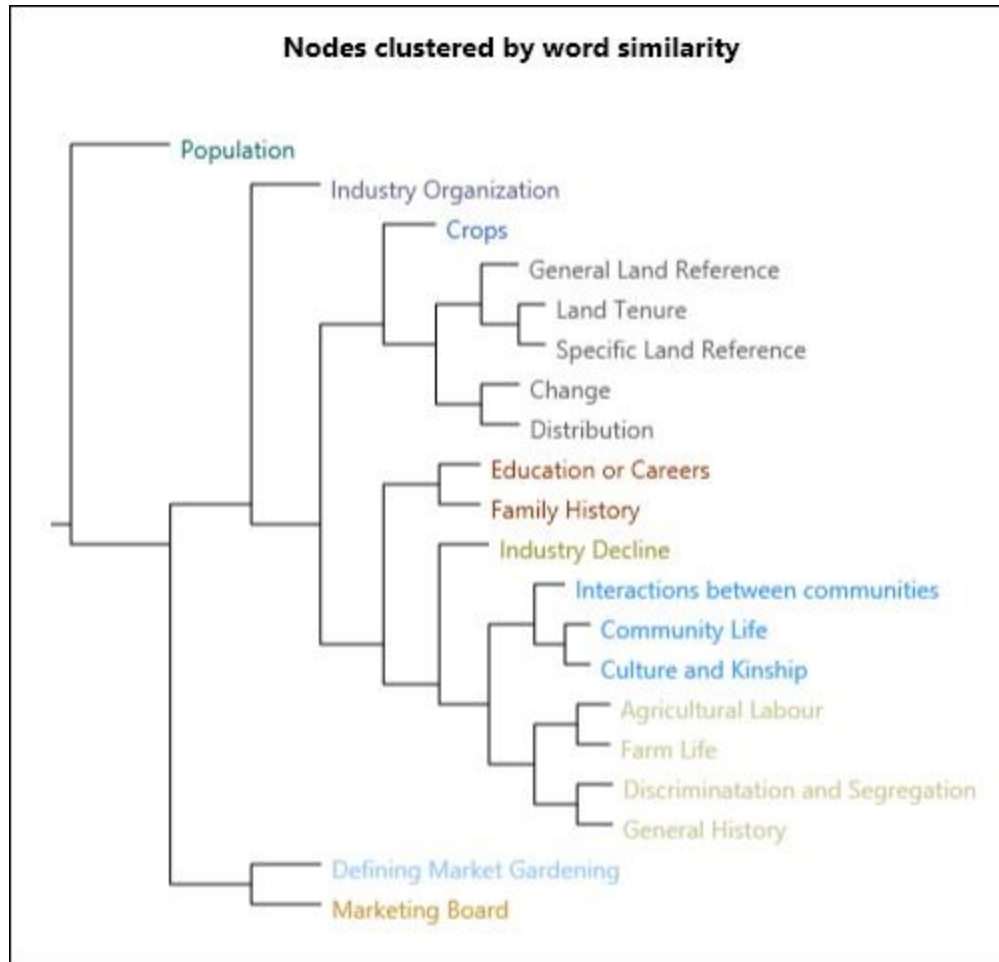 Nodes clustered by word similarity
Population
Industry Organization
Crops
General Land Reference
Land Tenure
Specific Land Reference
Change
Distribution
Education or Careers
Family History
Industry Decline
Interactions between communities
Community Life
Culture and Kinship
Agricultural Labour
Farm Life
Discriminatation and Segregation
General History
Defining Market Gardening
Marketing Board